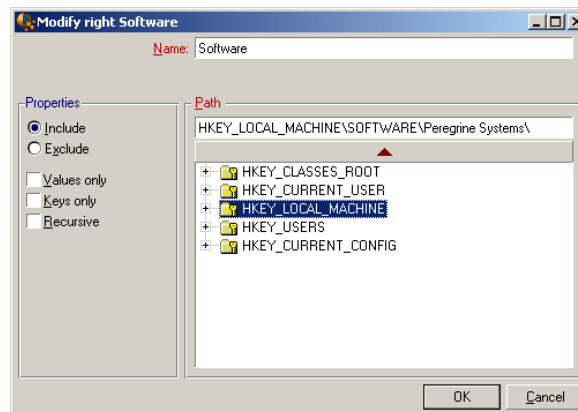 Modify right Software
Name: Software
Properties
Include
Exclude
Values only
Keys only
Recursive
Path
HKEY_LOCAL_MACHINE\SOFTWARE\Peregrine Systems\
HKEY_CLASSES_ROOT
HKEY_CURRENT_USER
HKEY_LOCAL_MACHINE
HKEY_USERS
HKEY_CURRENT_CONFIG
OK
Cancel